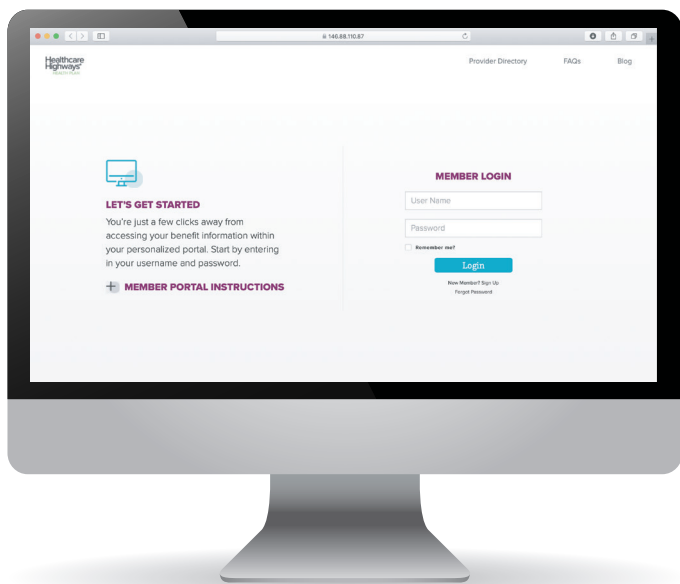 146.88.110.87
Healthcare
Highways®
HEALTH PLAN
Provider Directory FAQs Blog
LET'S GET STARTED
You're just a few clicks away from
accessing your benefit information within
your personalized portal. Start by entering
in your username and password.
MEMBER PORTAL INSTRUCTIONS
MEMBER LOGIN
User Name
Password
Remember me?
Login
New Member? Sign Up
Forgot Password